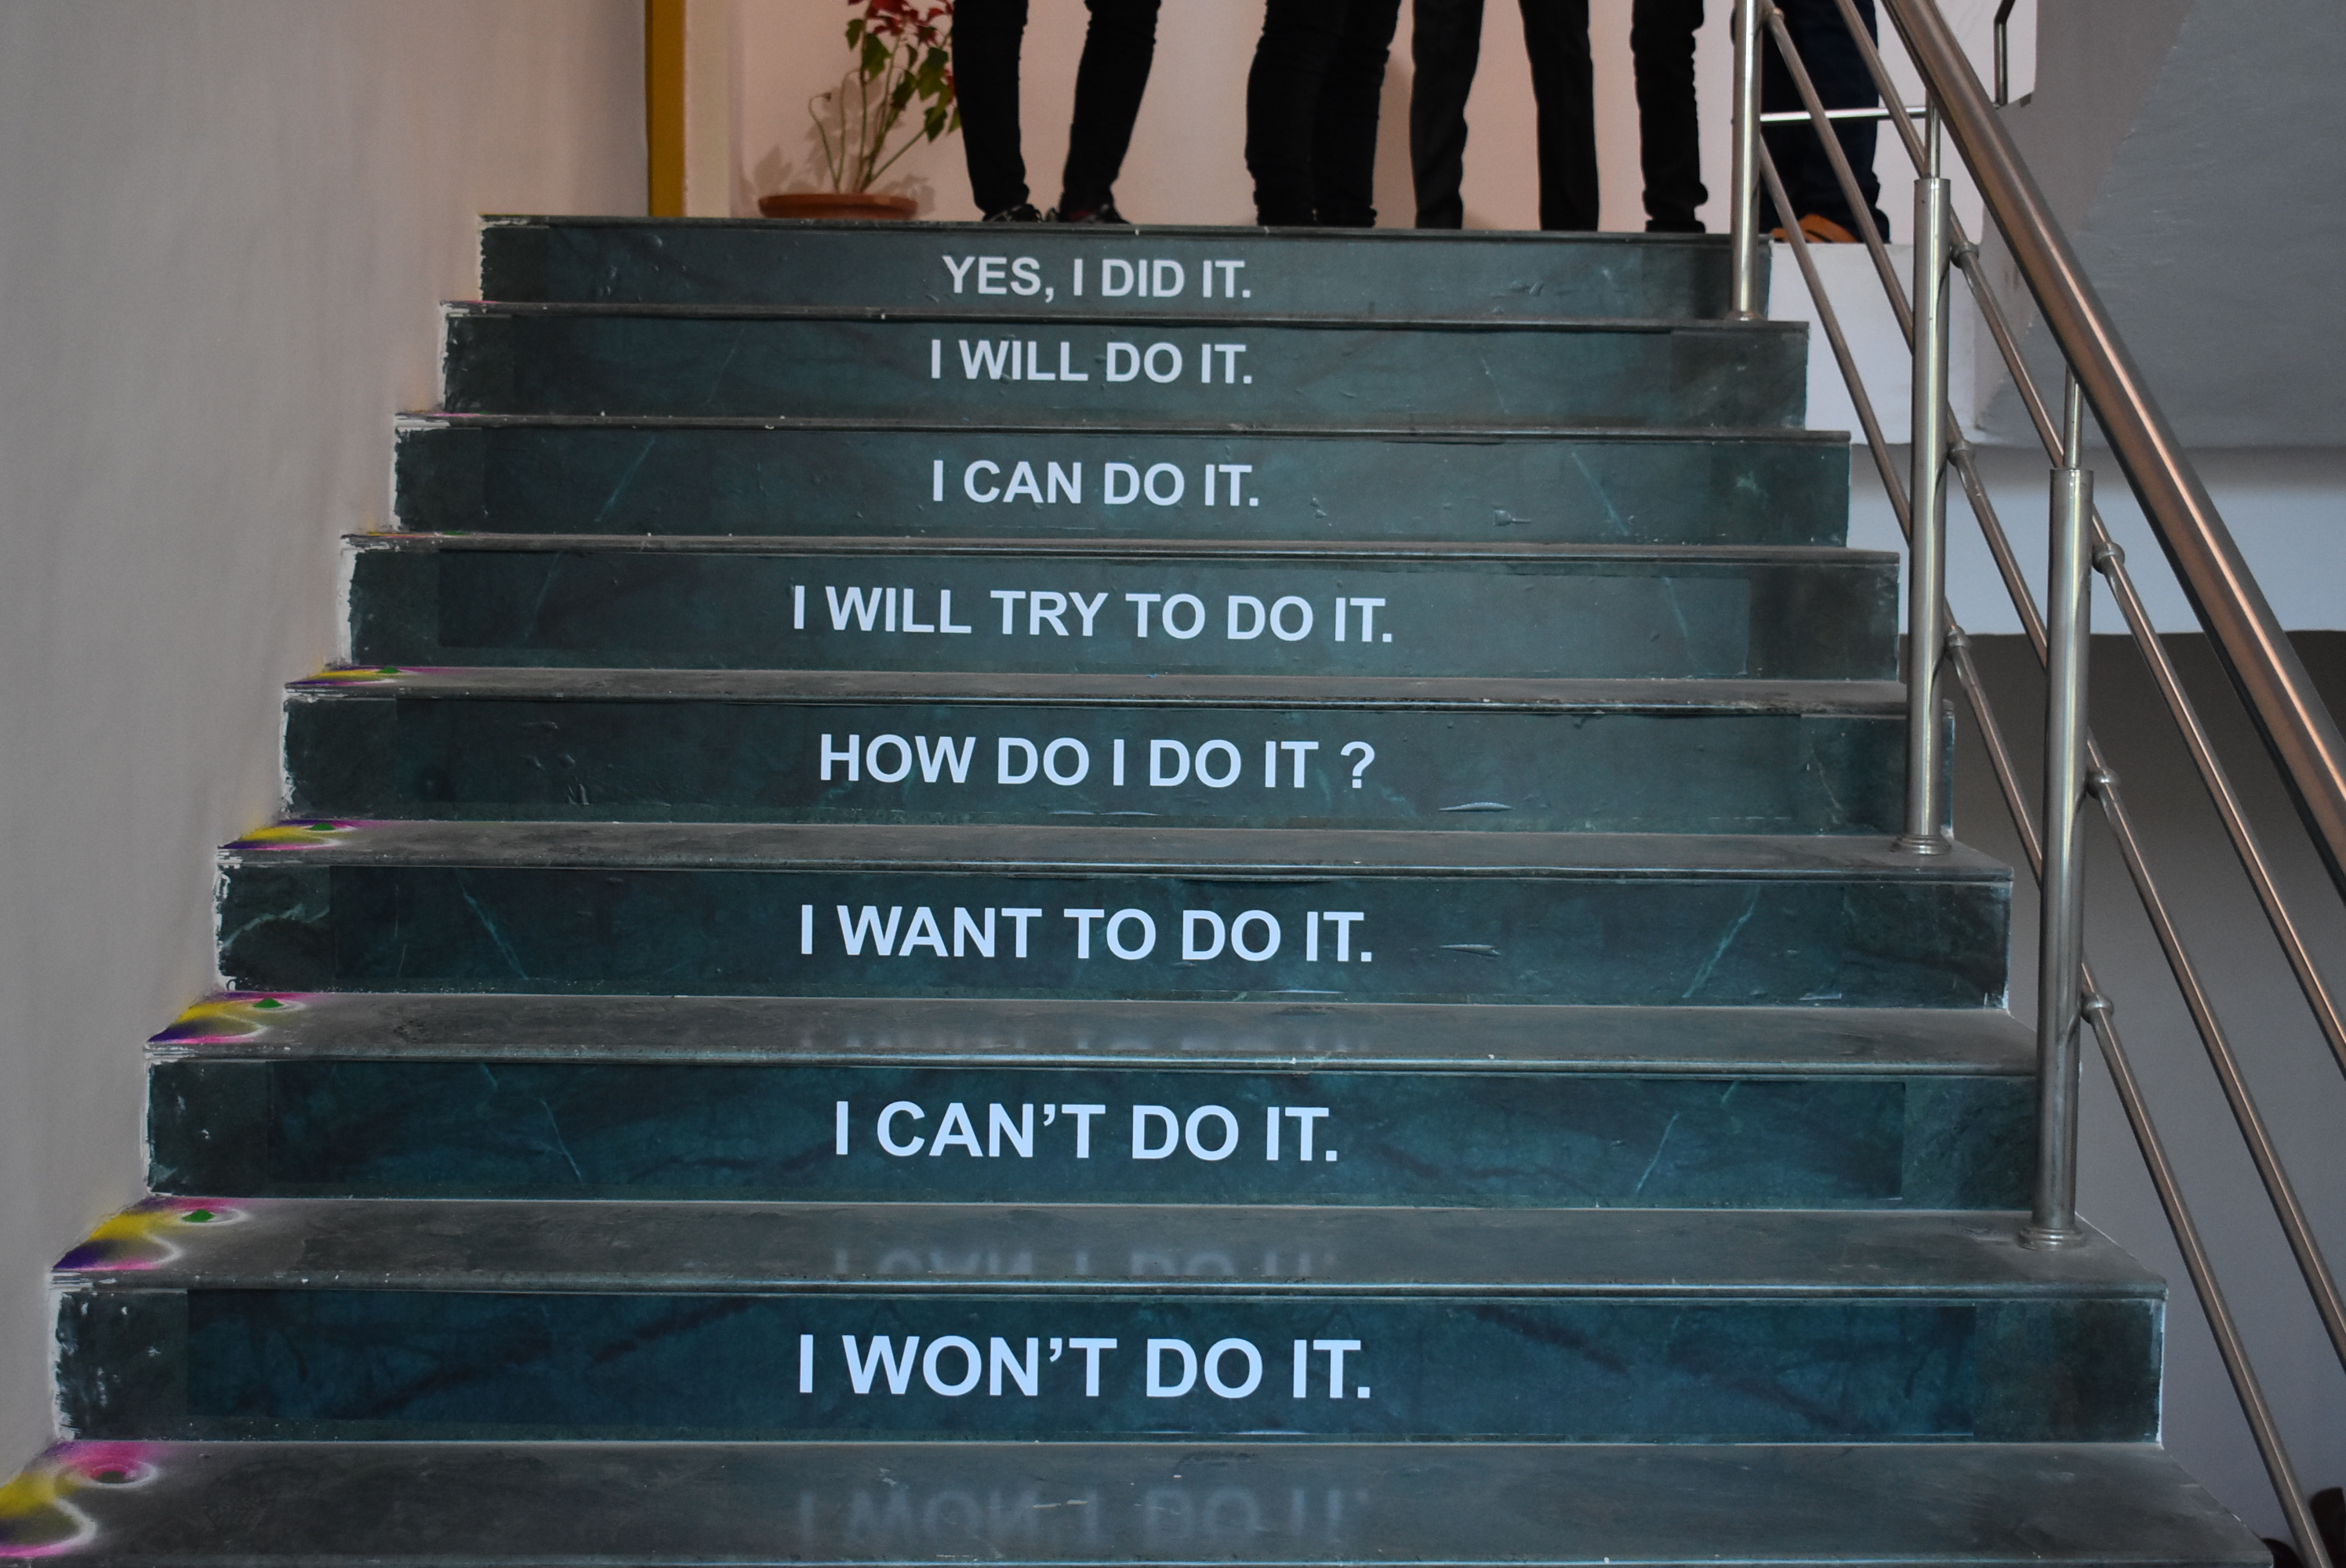 YES, I DID IT.
I WILL DO IT.
I CAN DO IT.
I WILL TRY TO DO IT.
HOW DO I DO IT ?
I WANT TO DO IT.
I CAN’T DO IT.
I WON’T DO IT.